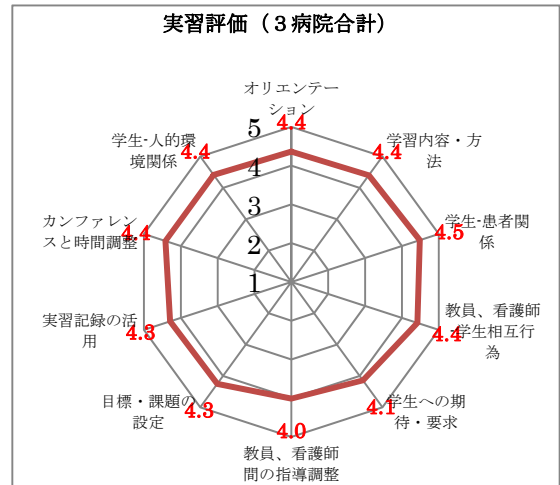 実習評価（３病院合計）
オリエンテー
ション
4.4
学習内容・方
法
4.4
学生-患者関
係
4.5
教員、看護師
-学生相互行
為
4.4
学生への期
待・要求
4.1
教員、看護師
間の指導調整
4.0
目標・課題の
設定
4.3
実習記録の活
用
4.3
カンファレン
スと時間調整
4.4
学生-人的環
境関係
4.4
5
4
3
2
1